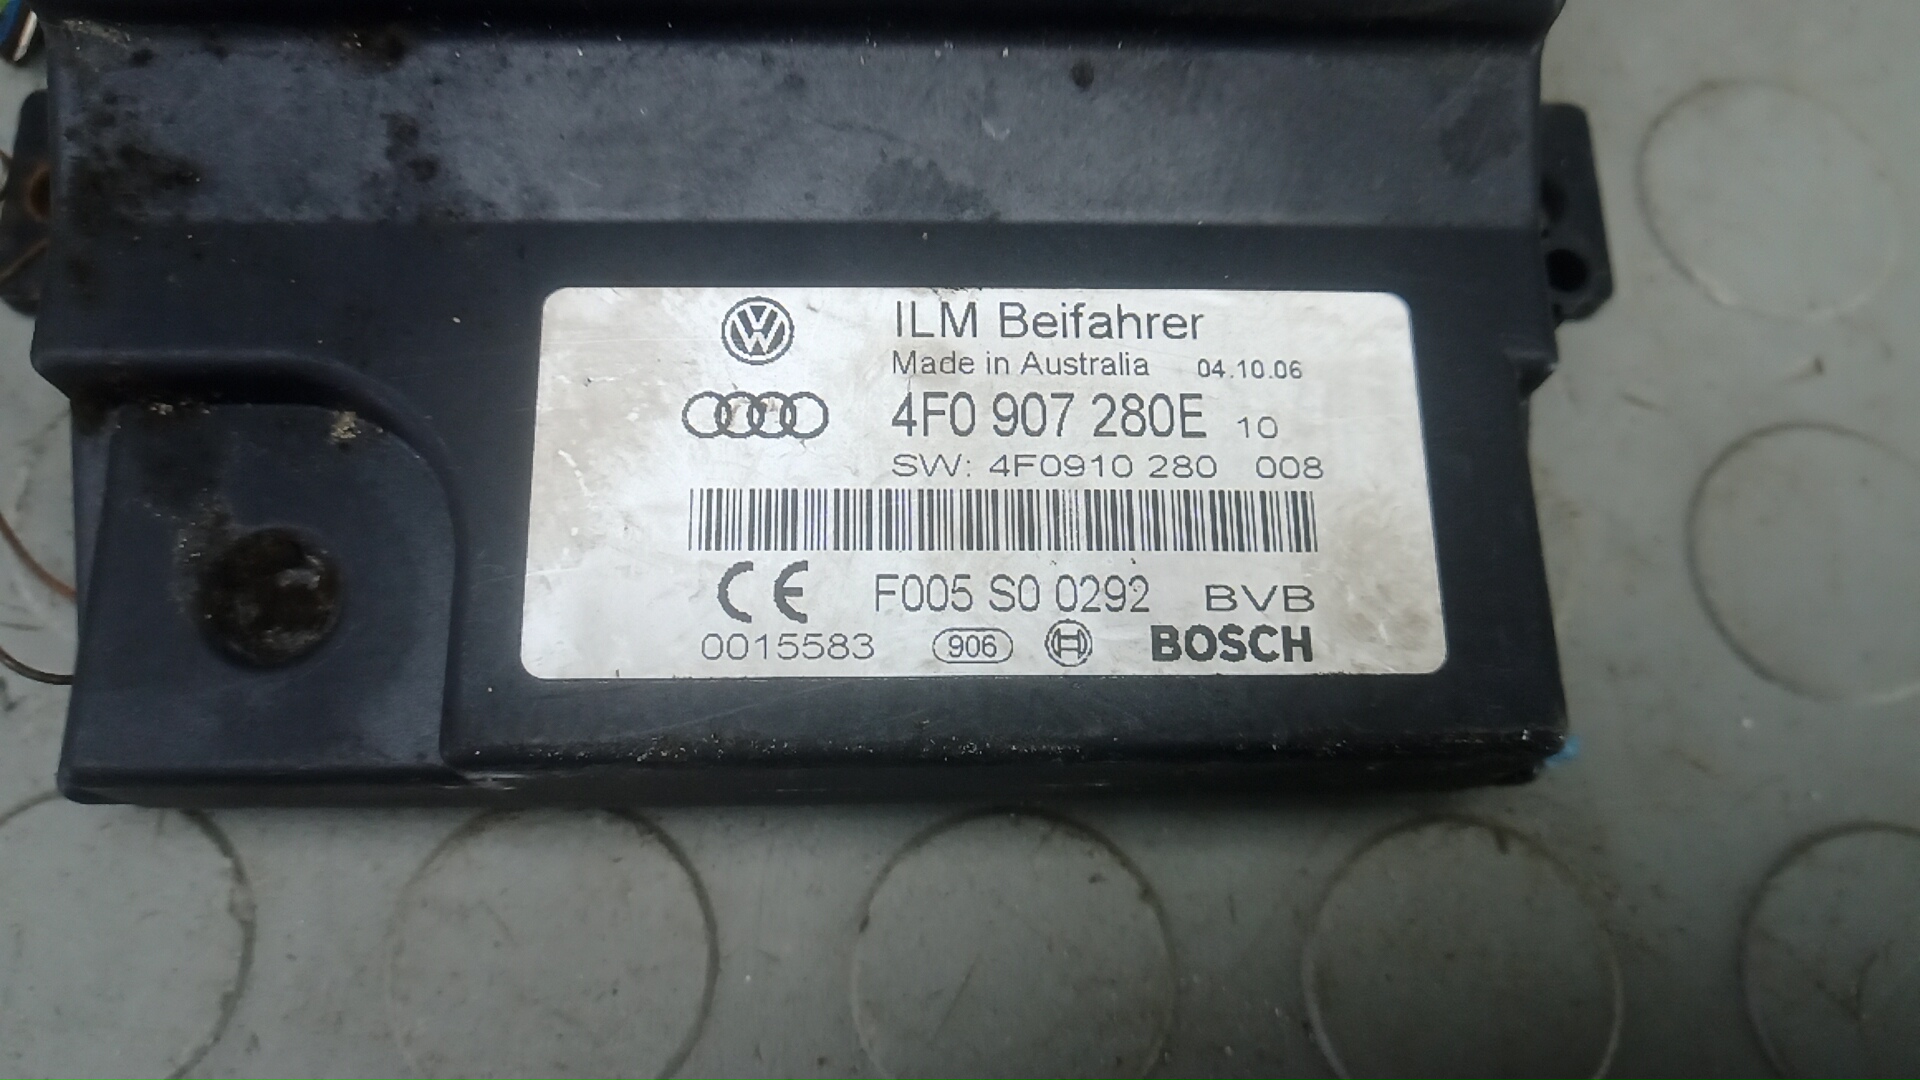 ILM Beifahrer
Made in Australia 04.10.06
4F0 907 280E 10
SW: 4F0910 280 008
CE F005 S0 0292 BVB
0015583 906 BOSCH